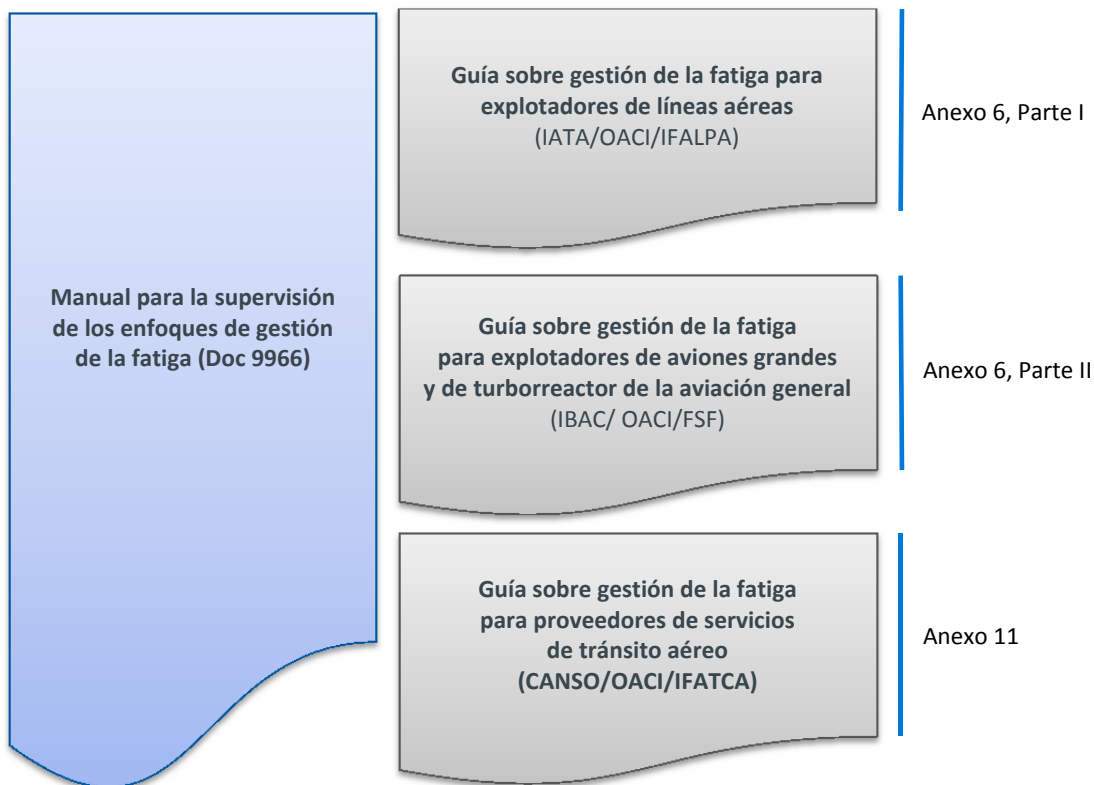 Manual para la supervisión
de los enfoques de gestión
de la fatiga (Doc 9966)
Guía sobre gestión de la fatiga para
explotadores de líneas aéreas
(IATA/OACI/IFALPA)
Anexo 6, Parte I
Guía sobre gestión de la fatiga
para explotadores de aviones grandes
y de turborreactor de la aviación general
(IBAC/ OACI/FSF)
Anexo 6, Parte II
Guía sobre gestión de la fatiga
para proveedores de servicios
de tránsito aéreo
(CANSO/OACI/IFATCA)
Anexo 11